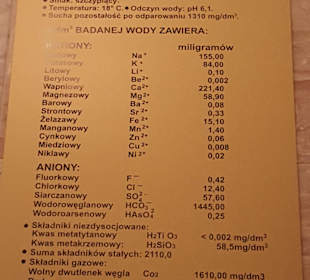 • Smak: szczypiący.
• Temperatura: 18° C. • Odczyn wody: pH 6,1.
= Sucha pozostałość po odparowaniu 1310 mg/dm³.
BADANEJ WODY ZAWIERA:
miligramów
Na⁺ 155,00
K⁺ 84,00
Litowy Li⁺ 0,10
Berylowy Be²⁺ 0,002
Wapniowy Ca²⁺ 221,40
Magnezowy Mg²⁺ 58,90
Barowy Ba²⁺ 0,08
Strontowy Sr²⁺ 0,33
Żelazawy Fe²⁺ 15,10
Manganowy Mn²⁺ 1,40
Cynkowy Zn²⁺ 0,06
Miedziowy Cu²⁺ 0,008
Niklawy Ni²⁺ 0,02
ANIONY:
Fluorkowy F⁻ 0,42
Chlorkowy Cl⁻ 12,40
Siarczanowy SO₄²⁻ 57,60
Wodorowęglanowy HCO₃⁻ 1445,00
Wodoroarsenowy HAsO₄²⁻ 0,25
• Składniki niezdysocjowane:
Kwas metatytanowy H₂Ti O₃ < 0,002 mg/dm³
Kwas metakrzemowy: H₂SiO₃ 58,5mg/dm³
• Suma składników stałych: 2110,0
• Składniki gazowe:
Wolny dwutlenek węgla CO₂ 1610,00 mg/dm3